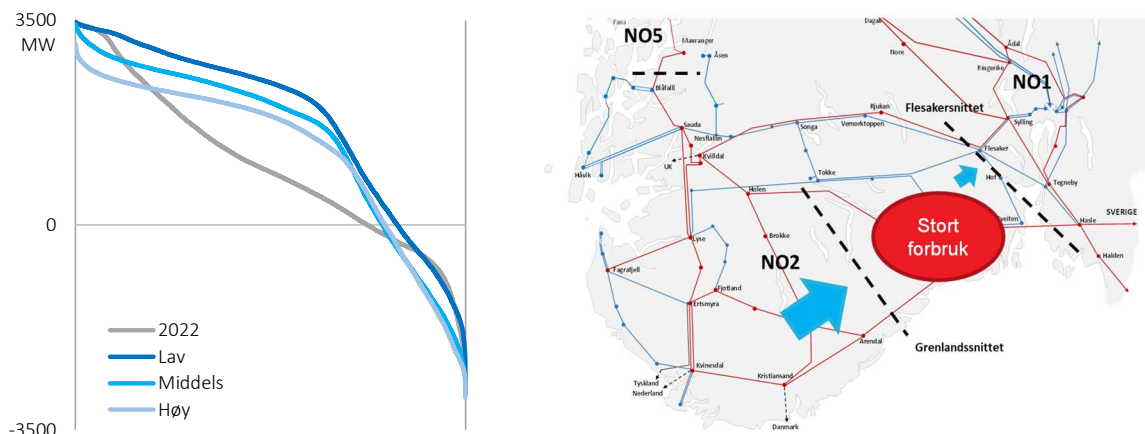 3500
MW
0
-3500
2022
Lav
Middels
Høy
Fana
Mauranger
NO5
Åsen
Blåfalli
Sauda
Nesflaten
UK
Kvilldal
Håvik
Songa
Rjukan
Vemorktoppen
Tokke
Holen
Dagali
Nore
Ådal
Ringerike
NO1
Flesakersnittet
Sylling
Flesaker
Hof
Tegneby
Hasle
SVERIGE
Halden
Stort
forbruk
Lyse
Brokke
NO2
Fagrafjell
Fjotland
Ertsmyra
Grenlandssnittet
Arendal
Kvinesdal
Kristiansand
Tyskland
Nederland
Danmark